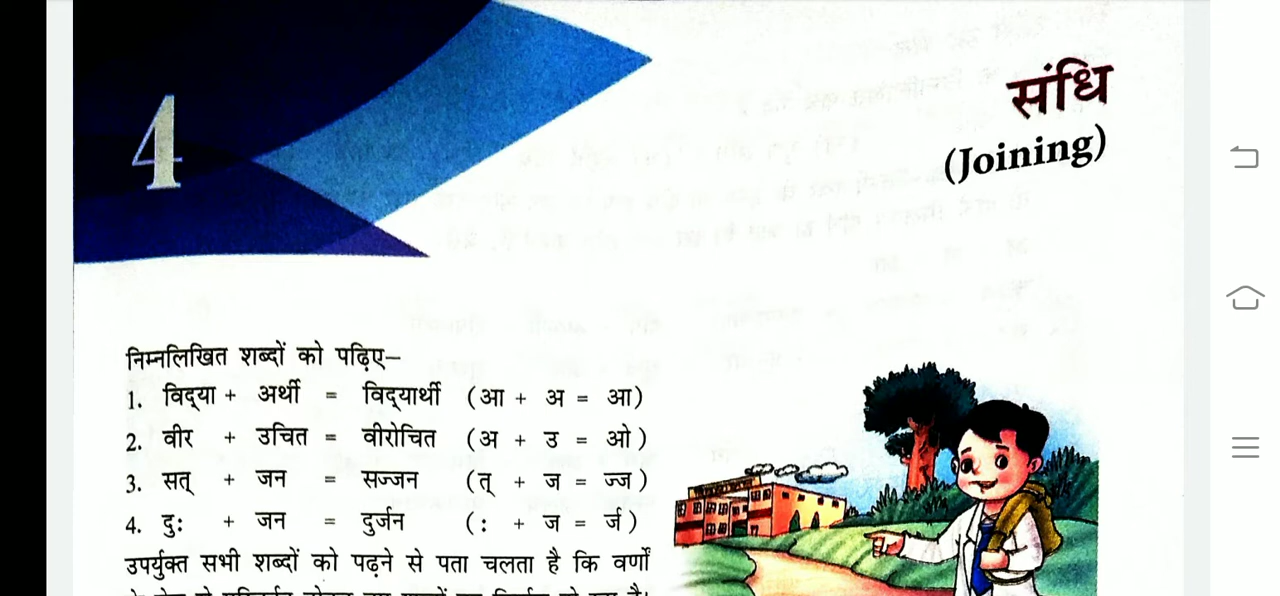 4
संधि
(Joining)
निम्नलिखित शब्दों को पढ़िए–
1. विद्‌या + अर्थी = विद्‌यार्थी (आ + अ = आ)
2. वीर + उचित = वीरोचित (अ + उ = ओ)
3. सत् + जन = सज्जन (त् + ज = ज्ज)
4. दुः + जन = दुर्जन (: + ज = र्ज)
उपर्युक्त सभी शब्दों को पढ़ने से पता चलता है कि वर्णों